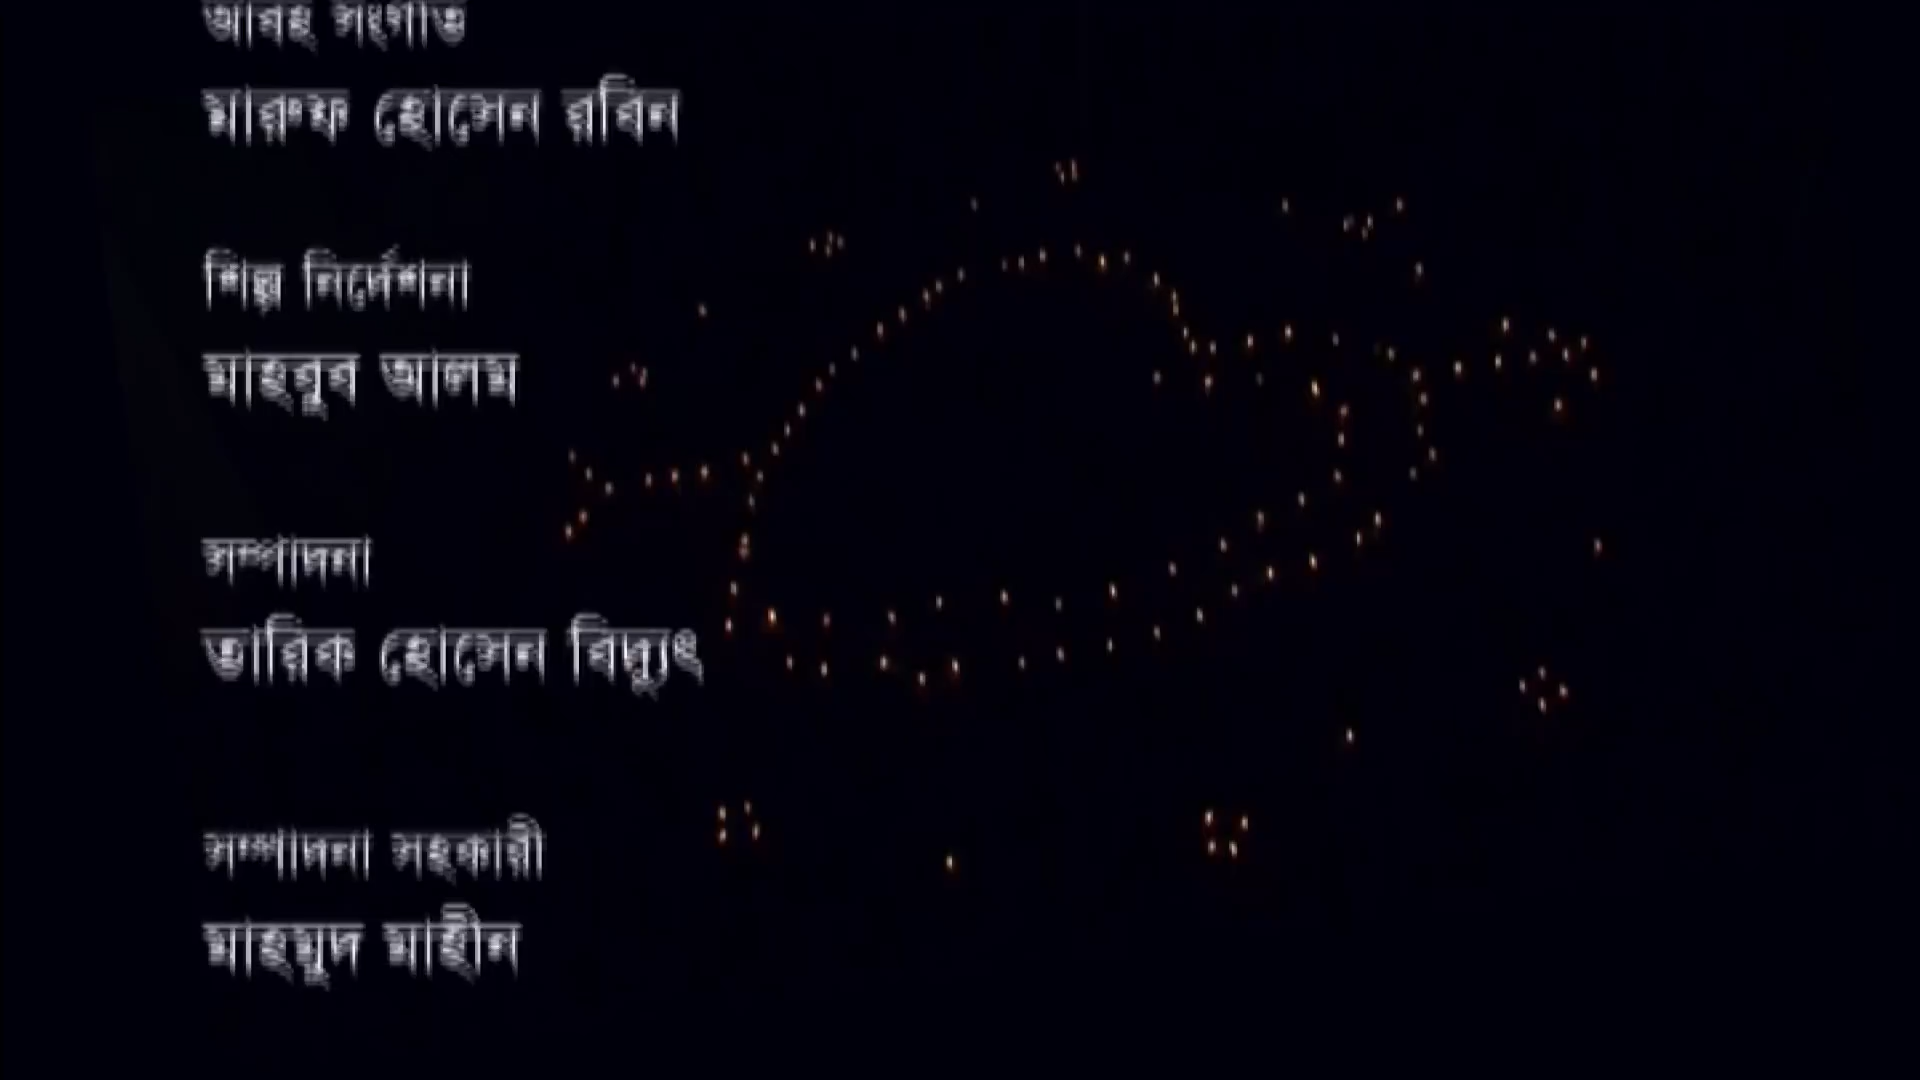 আবহ সংগীত
মারুফ হোসেন রবিন
শিল্প নির্দেশনা
মাহবুব আলম
সম্পাদনা
তারিক হোসেন বিদ্যুৎ
সম্পাদনা সহকারী
মাহমুদ মাহীন